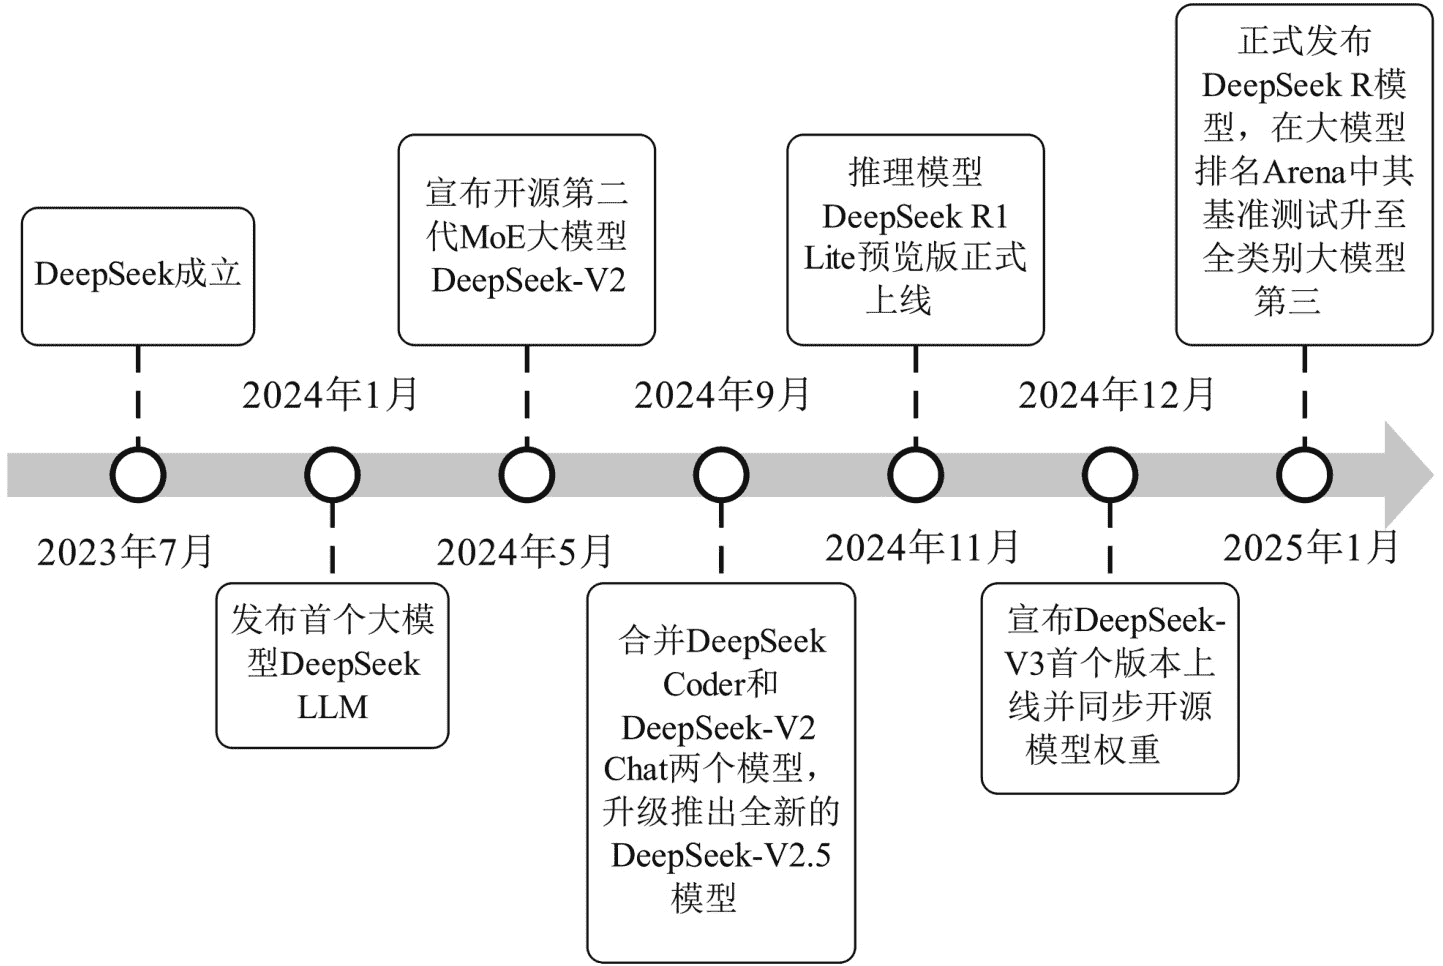 DeepSeek成立
2023年7月
2024年1月
发布首个大模
型DeepSeek
LLM
宣布开源第二
代MoE大模型
DeepSeek-V2
2024年5月
2024年9月
合并DeepSeek
Coder和
DeepSeek-V2
Chat两个模型，
升级推出全新的
DeepSeek-V2.5
模型
推理模型
DeepSeek R1
Lite预览版正式
上线
2024年11月
2024年12月
宣布DeepSeek-
V3首个版本上
线并同步开源
模型权重
正式发布
DeepSeek R模
型，在大模型
排名Arena中其
基准测试升至
全类别大模型
第三
2025年1月